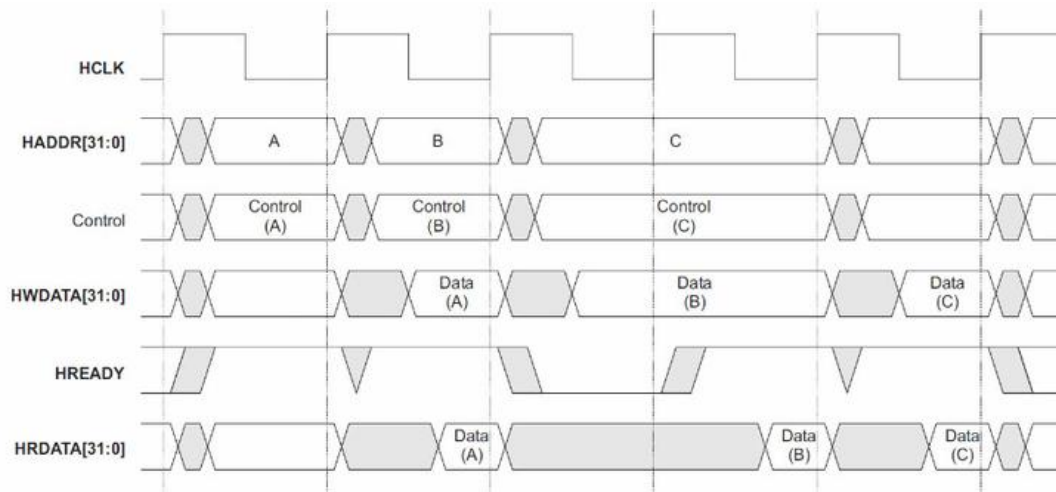 HCLK
HADDR[31:0]
A
B
C
Control
Control
(A)
Control
(B)
Control
(C)
HWDATA[31:0]
Data
(A)
Data
(B)
Data
(C)
HREADY
HRDATA[31:0]
Data
(A)
Data
(B)
Data
(C)